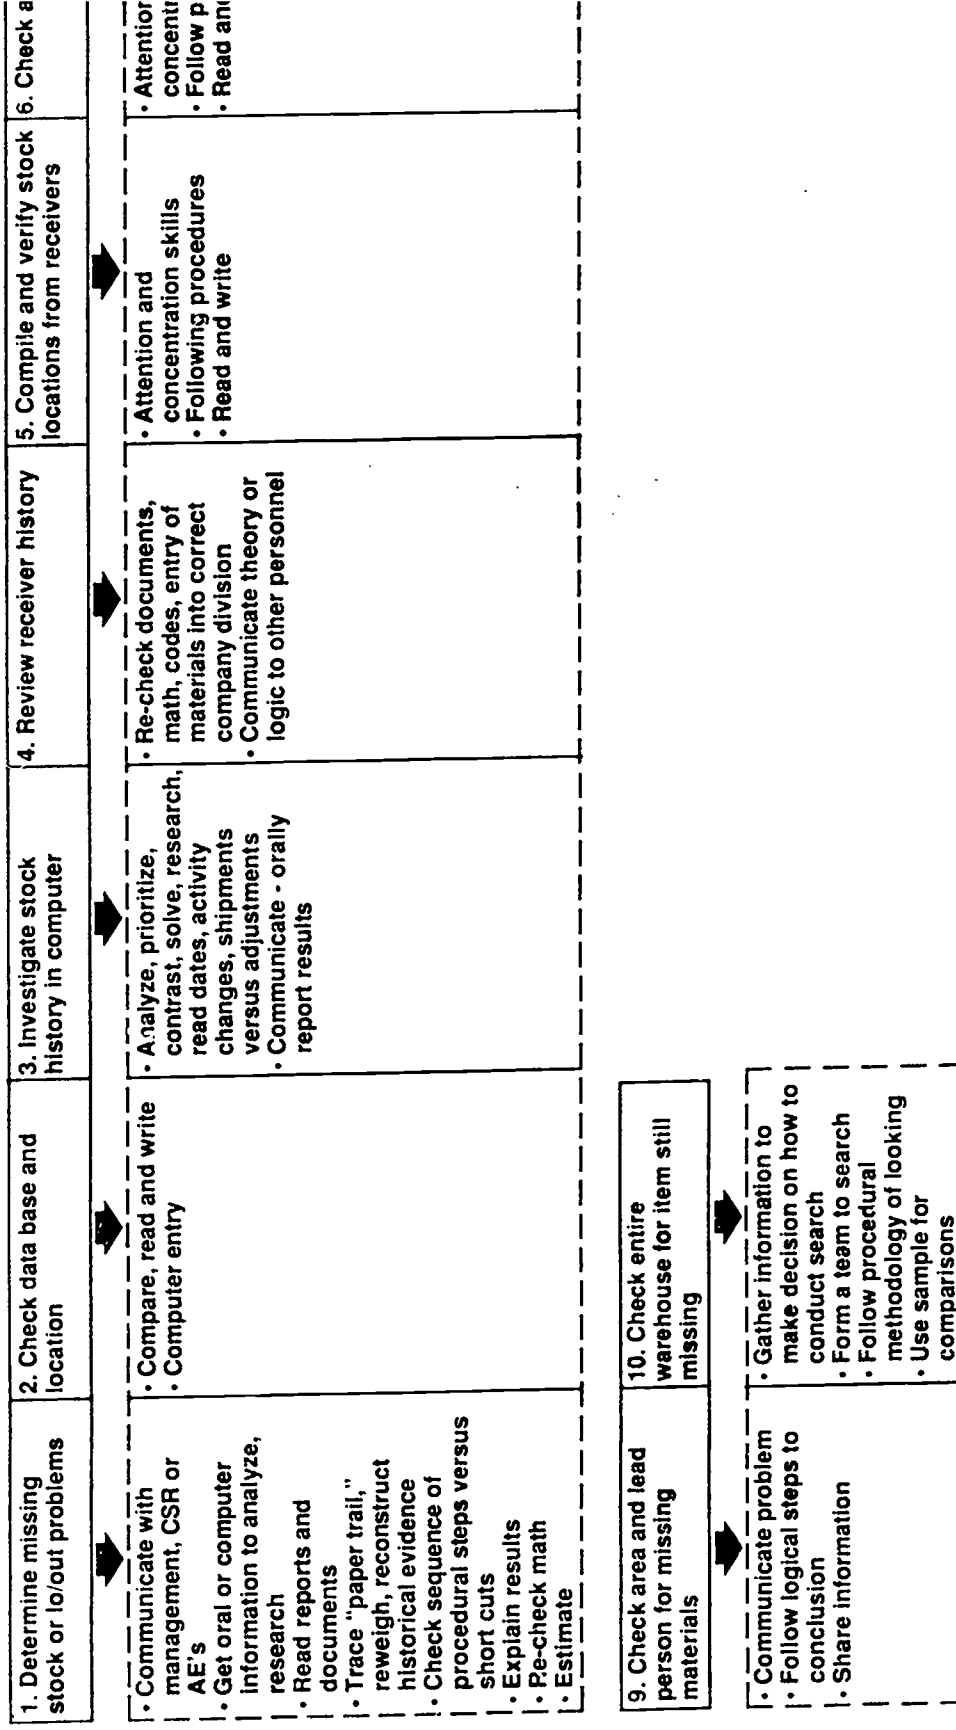 1. Determine missing
stock or lo/out problems
2. Check data base and
location
3. Investigate stock
history in computer
4. Review receiver history
5. Compile and verify stock
locations from receivers
6. Check a
• Communicate with
management, CSR or
AE's
• Get oral or computer
information to analyze,
research
• Read reports and
documents
• Trace "paper trail,"
reweigh, reconstruct
historical evidence
• Check sequence of
procedural steps versus
short cuts
• Explain results
• Re-check math
• Estimate
• Compare, read and write
• Computer entry
• Analyze, prioritize,
contrast, solve, research,
read dates, activity
changes, shipments
versus adjustments
• Communicate - orally
report results
• Re-check documents,
math, codes, entry of
materials into correct
company division
• Communicate theory or
logic to other personnel
• Attention and
concentration skills
• Following procedures
• Read and write
• Attention
concentr
• Follow p
• Read and
9. Check area and lead
person for missing
materials
10. Check entire
warehouse for item still
missing
• Communicate problem
• Follow logical steps to
conclusion
• Share information
• Gather information to
make decision on how to
conduct search
• Form a team to search
• Follow procedural
methodology of looking
• Use sample for
comparisons